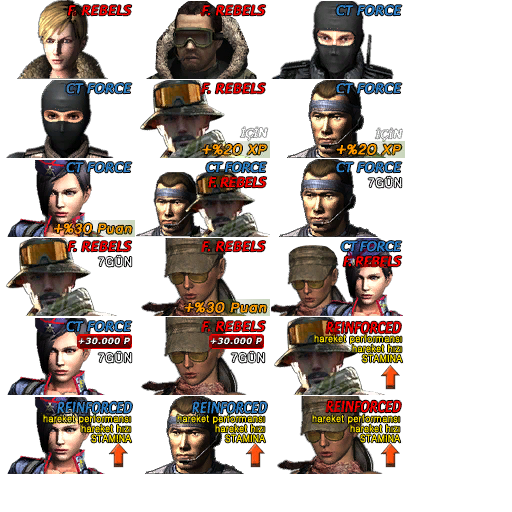 F. REBELS
F. REBELS
CT FORCE
CT FORCE
F. REBELS
İÇİN
+%20 XP
CT FORCE
İÇİN
+%20 XP
CT FORCE
+%30 Puan
CT FORCE
F. REBELS
CT FORCE
7GÜN
F. REBELS
7GÜN
F. REBELS
+%30 Puan
CT FORCE
F. REBELS
CT FORCE
+30.000 P
7GÜN
F. REBELS
+30.000 P
7GÜN
REINFORCED
hareket performansı
hareket hızı
STAMINA
REINFORCED
hareket performansı
hareket hızı
STAMINA
REINFORCED
hareket performansı
hareket hızı
STAMINA
REINFORCED
hareket performansı
hareket hızı
STAMINA